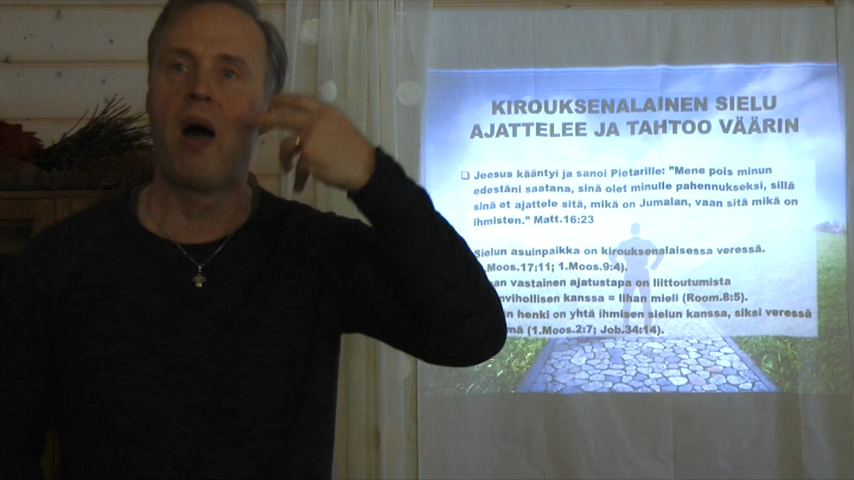 KIROUKSENALAINEN SIELU
AJATTELEE JA TAHTOO VÄÄRIN
❑ Jeesus kääntyi ja sanoi Pietarille: "Mene pois minun
edestäni saatana, sinä olet minulle pahennukseksi, sillä
sinä et ajattele sitä, mikä on Jumalan, vaan sitä mikä on
ihmisten." Matt.16:23
Sielun asuinpaikka on kirouksenalaisessa veressä.
Moos.17:11; 1.Moos.9:4).
vastainen ajatustapa on liittoutumista
kanssa = lihan mieli (Room.8:5).
henki on yhtä ihmisen sielun kanssa, siksi veressä
(1.Moos.2:7; Job.34:14).